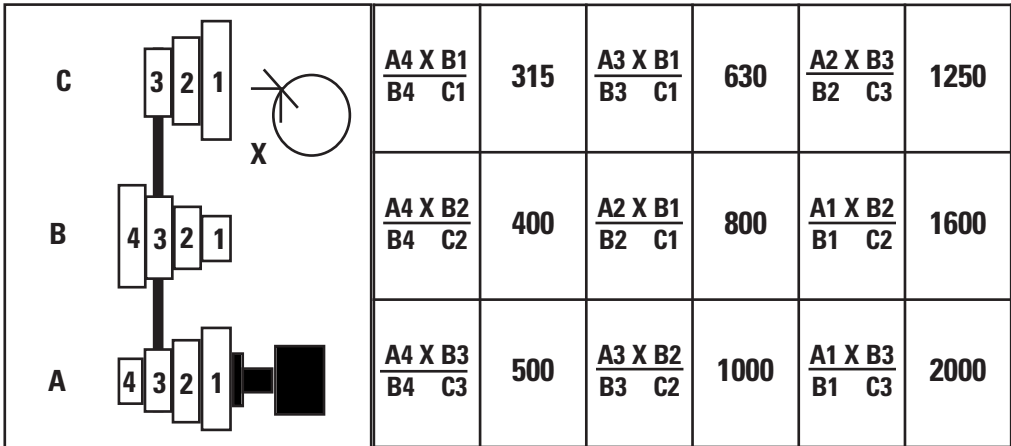 C
3 2 1
X
A4 X B1
B4 C1
315
A3 X B1
B3 C1
630
A2 X B3
B2 C3
1250
B
4 3 2 1
A4 X B2
B4 C2
400
A2 X B1
B2 C1
800
A1 X B2
B1 C2
1600
A
4 3 2 1
A4 X B3
B4 C3
500
A3 X B2
B3 C2
1000
A1 X B3
B1 C3
2000